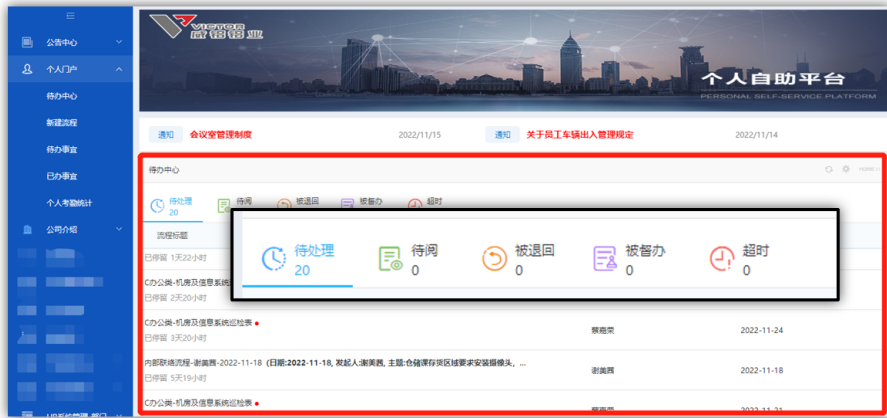 公告中心
个人门户
待办中心
新建流程
待办事宜
已办事宜
个人考勤统计
公司介绍
VICTOR
威铝铝业
个人自助平台
PERSONAL SELF-SERVICE PLATFORM
通知 会议室管理制度 2022/11/15 通知 关于员工车辆出入管理规定 2022/11/14
待办中心
待处理 待阅 被退回 被督办 超时
20
流程标题
待处理 待阅 被退回 被督办 超时
20 0 0 0 0
已停留 1天22小时
C办公类-机房及信息系统
已停留 2天20小时
C办公类-机房及信息系统巡检表 蔡嘉荣 2022-11-24
已停留 3天20小时
内部联络流程-谢美茜-2022-11-18 (日期:2022-11-18, 发起人:谢美茜, 主题:仓储课存货区域要求安装摄像头, ... 谢美茜 2022-11-18
已停留 5天19小时
C办公类-机房及信息系统巡检表 2022-11-21